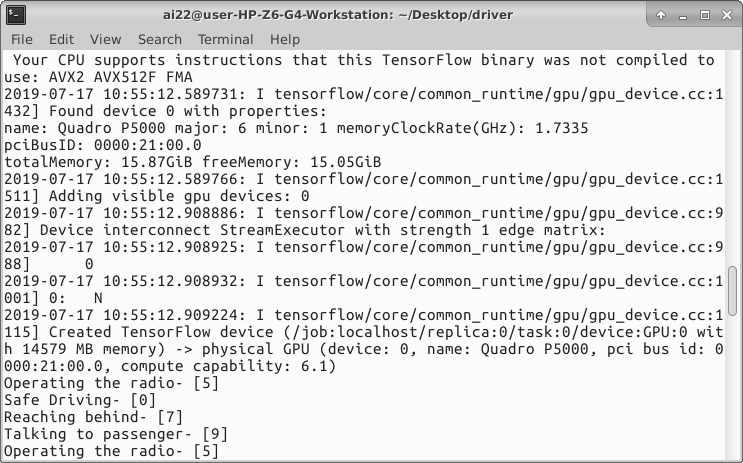 ai22@user-HP-Z6-G4-Workstation: ~/Desktop/driver
File Edit View Search Terminal Help
Your CPU supports instructions that this TensorFlow binary was not compiled to
use: AVX2 AVX512F FMA
2019-07-17 10:55:12.589731: I tensorflow/core/common_runtime/gpu/gpu_device.cc:1
432] Found device 0 with properties:
name: Quadro P5000 major: 6 minor: 1 memoryClockRate(GHz): 1.7335
pciBusID: 0000:21:00.0
totalMemory: 15.87GiB freeMemory: 15.05GiB
2019-07-17 10:55:12.589766: I tensorflow/core/common_runtime/gpu/gpu_device.cc:1
511] Adding visible gpu devices: 0
2019-07-17 10:55:12.908886: I tensorflow/core/common_runtime/gpu/gpu_device.cc:9
82] Device interconnect StreamExecutor with strength 1 edge matrix:
2019-07-17 10:55:12.908925: I tensorflow/core/common_runtime/gpu/gpu_device.cc:9
88]      0
2019-07-17 10:55:12.908932: I tensorflow/core/common_runtime/gpu/gpu_device.cc:1
001] 0:   N
2019-07-17 10:55:12.909224: I tensorflow/core/common_runtime/gpu/gpu_device.cc:1
115] Created TensorFlow device (/job:localhost/replica:0/task:0/device:GPU:0 wit
h 14579 MB memory) -> physical GPU (device: 0, name: Quadro P5000, pci bus id: 0
000:21:00.0, compute capability: 6.1)
Operating the radio- [5]
Safe Driving- [0]
Reaching behind- [7]
Talking to passenger- [9]
Operating the radio- [5]